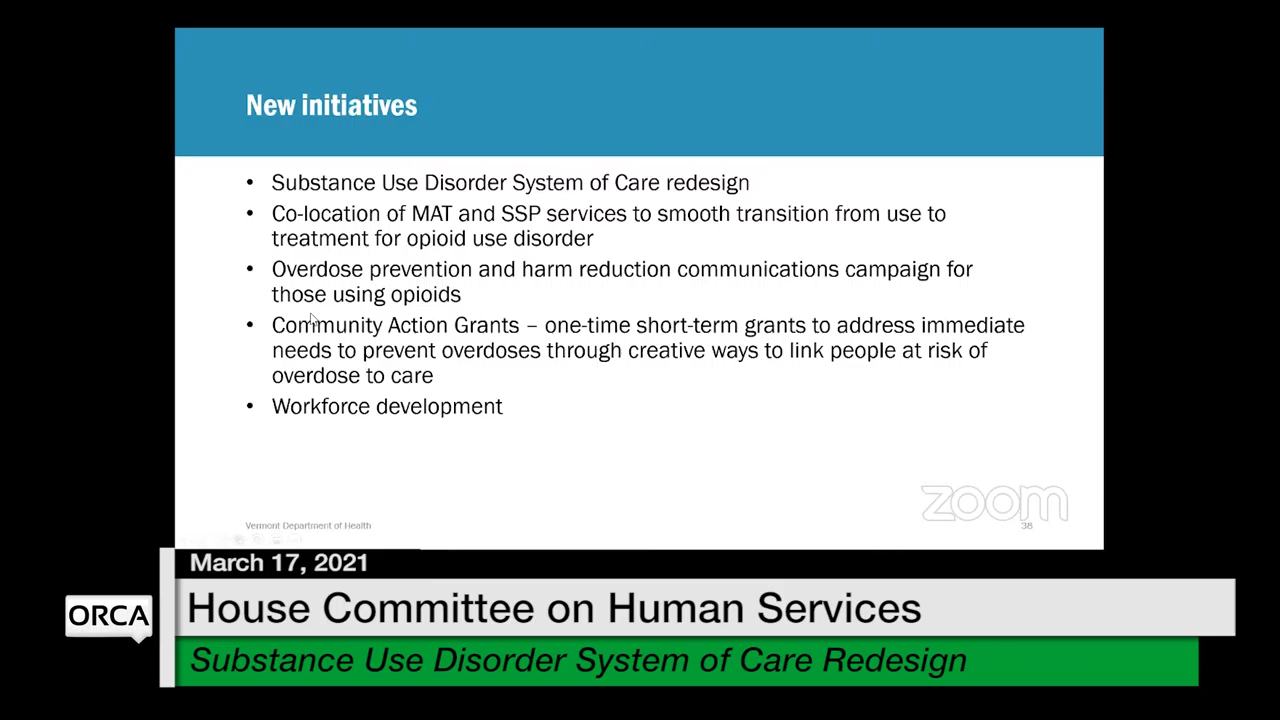 New initiatives
• Substance Use Disorder System of Care redesign
• Co-location of MAT and SSP services to smooth transition from use to
treatment for opioid use disorder
• Overdose prevention and harm reduction communications campaign for
those using opioids
• Community Action Grants – one-time short-term grants to address immediate
needs to prevent overdoses through creative ways to link people at risk of
overdose to care
• Workforce development
zoom
Vermont Department of Health
38
March 17, 2021
ORCA
House Committee on Human Services
Substance Use Disorder System of Care Redesign